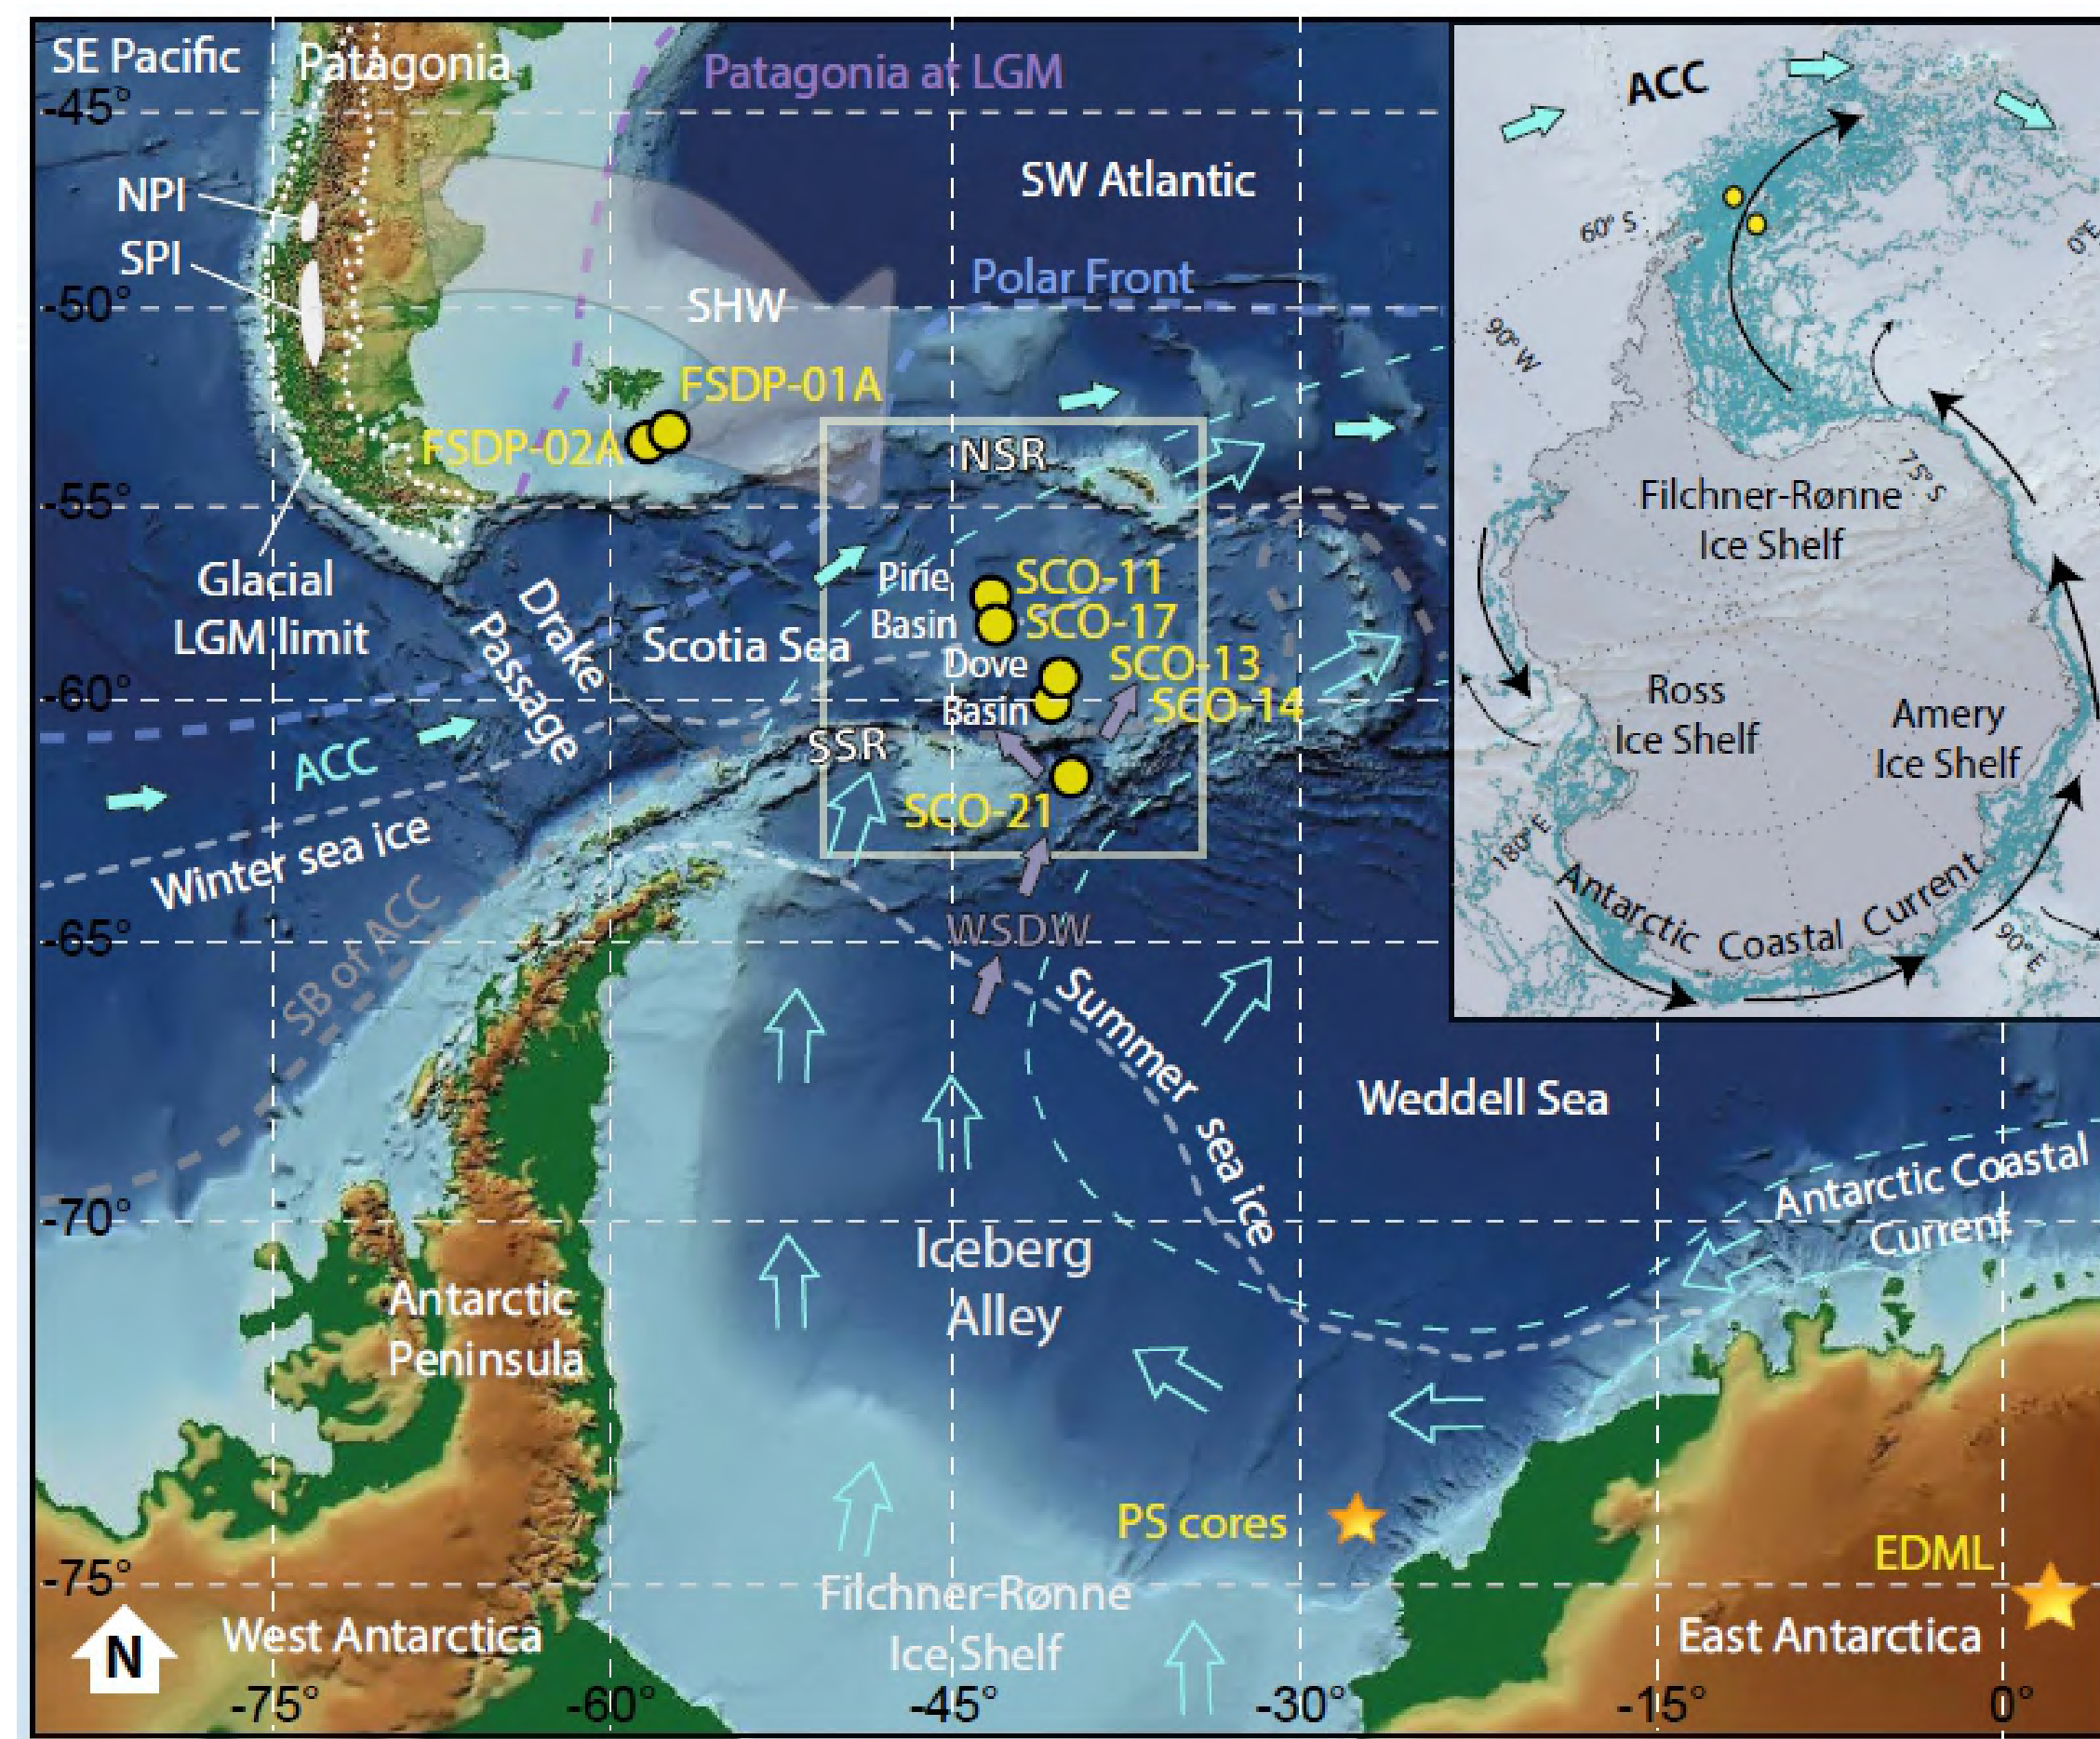 SE Pacific
Patagonia
Patagonia at LGM
-45°
NPI
SPI
SW Atlantic
Polar Front
-50°
SHW
FSDP-01A
FSDP-02A
NSR
-55°
Glacial
LGM limit
Drake
Passage
Scotia Sea
Pirie
Basin
SCO-11
SCO-17
Dove
Basin
SCO-13
SCO-14
-60°
SSR
ACC
SCO-21
Winter sea ice
SB of ACC
-65°
WSDW
Summer sea ice
Weddell Sea
Antarctic Coastal
Current
-70°
Iceberg
Alley
Antarctic
Peninsula
PS cores
EDML
-75°
Filchner-Rønne
Ice Shelf
West Antarctica
East Antarctica
N
-75°
-60°
-45°
-30°
-15°
0°
ACC
60° S
0°E
90° W
75° S
Filchner-Rønne
Ice Shelf
Ross
Ice Shelf
Amery
Ice Shelf
180° E
Antarctic Coastal Current
90° E